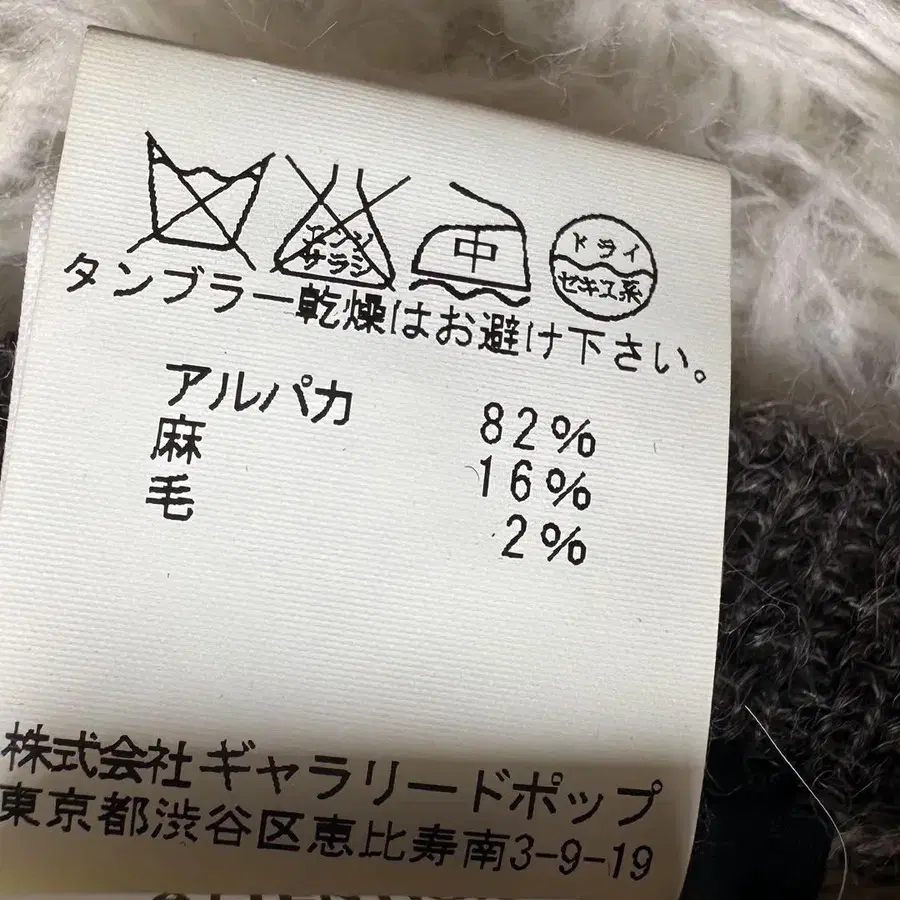 エンソ
サラシ
中
ドライ
セキユ系
タンブラー乾燥はお避け下さい。
アルパカ 82%
麻 16%
毛 2%
株式会社ギャラリードポップ
東京都渋谷区恵比寿南3-9-19